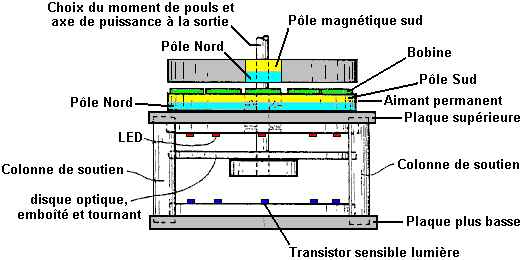 Choix du moment de pouls et
axe de puissance à la sortie
Pôle magnétique sud
Pôle Nord
Bobine
Pôle Sud
Pôle Nord
Aimant permanent
Plaque supérieure
LED
Colonne de soutien
Colonne de soutien
disque optique,
emboîté et tournant
Plaque plus basse
Transistor sensible lumière